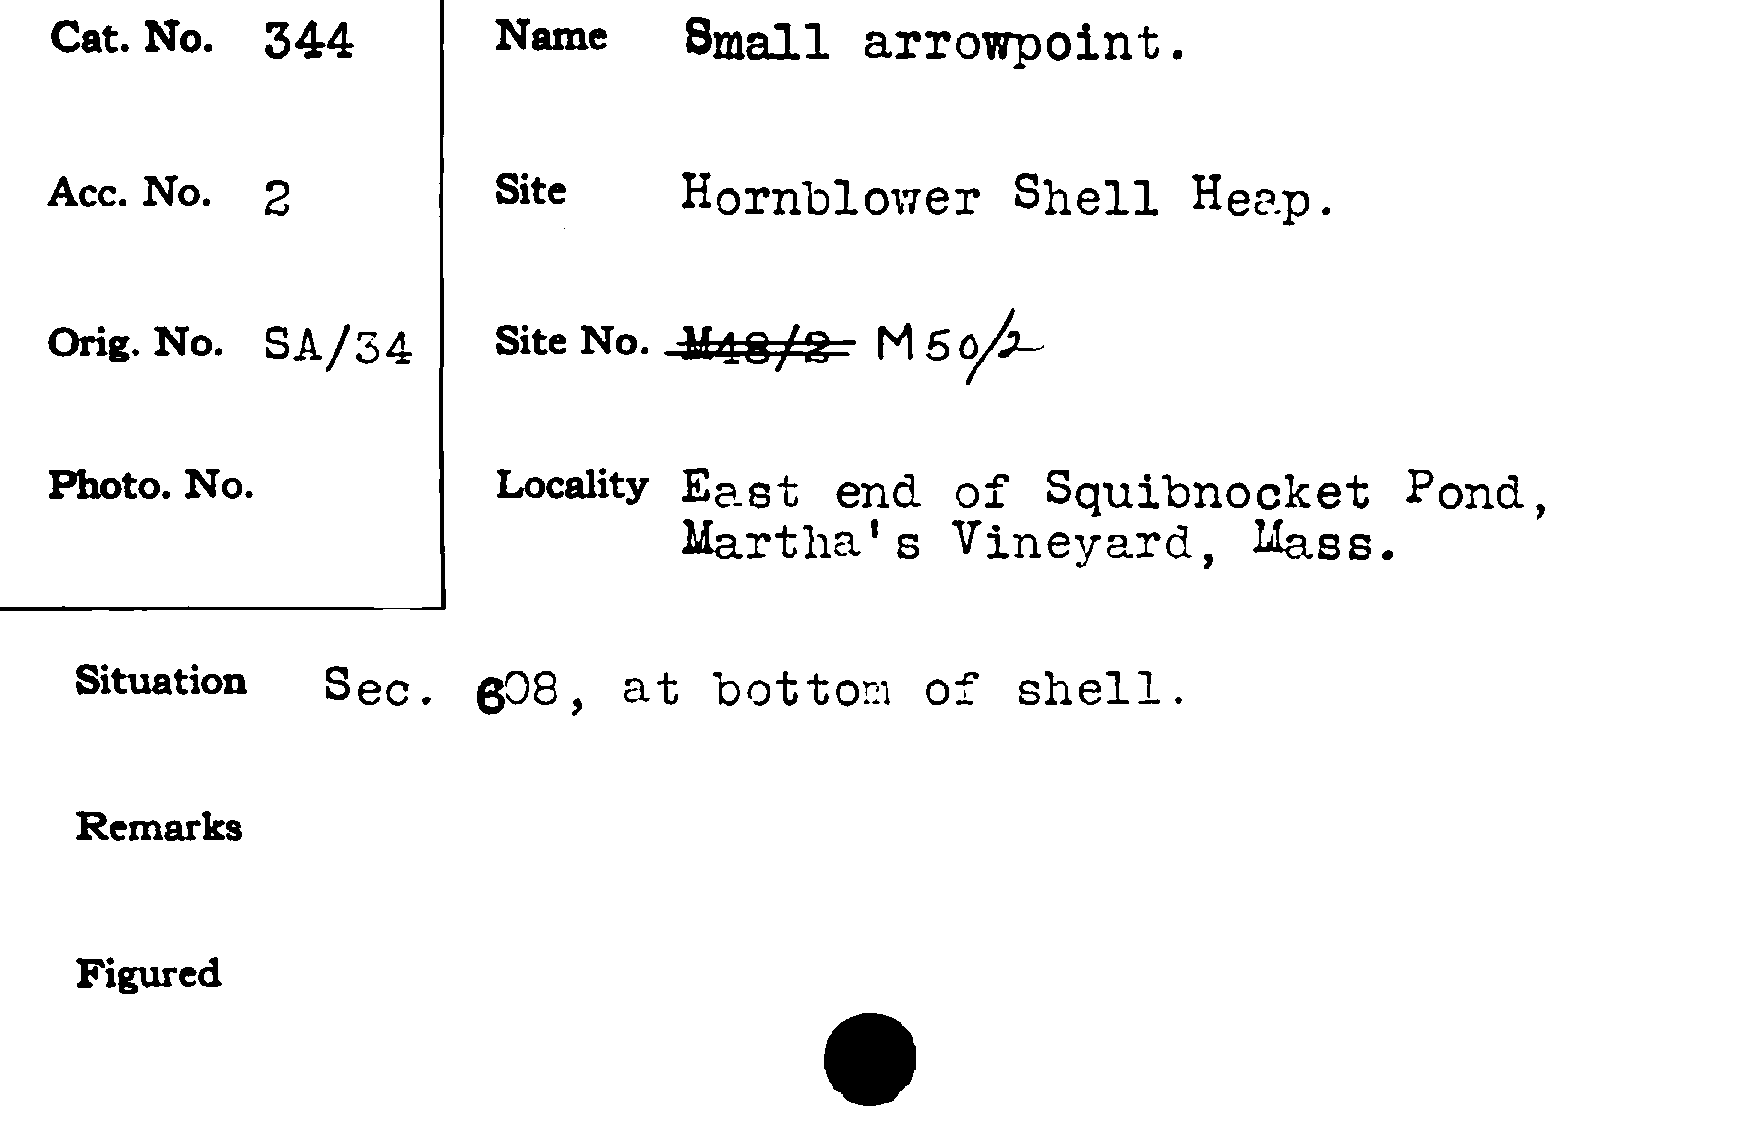 Cat. No. 344
Name Small arrowpoint.
Acc. No. 2
Site Hornblower Shell Heap.
Orig. No. SA/34
Site No. M48/2 M50/2
Photo. No.
Locality East end of Squibnocket Pond,
Martha's Vineyard, Mass.
Situation Sec. 608, at bottom of shell.
Remarks
Figured